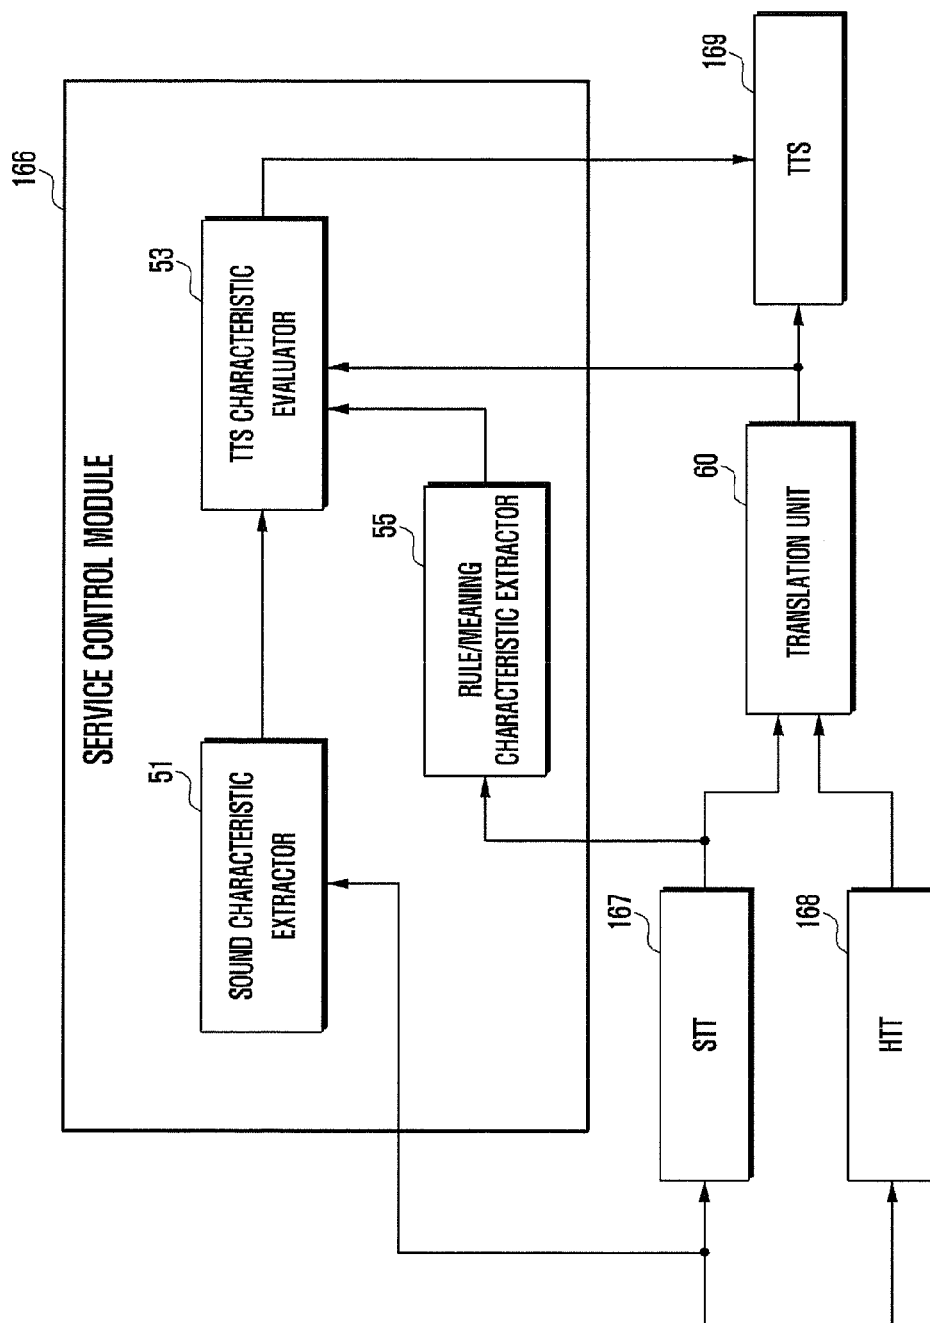 166
SERVICE CONTROL MODULE
51
SOUND CHARACTERISTIC
EXTRACTOR
53
TTS CHARACTERISTIC
EVALUATOR
55
RULE/MEANING
CHARACTERISTIC EXTRACTOR
167
STT
168
HTT
60
TRANSLATION UNIT
169
TTS